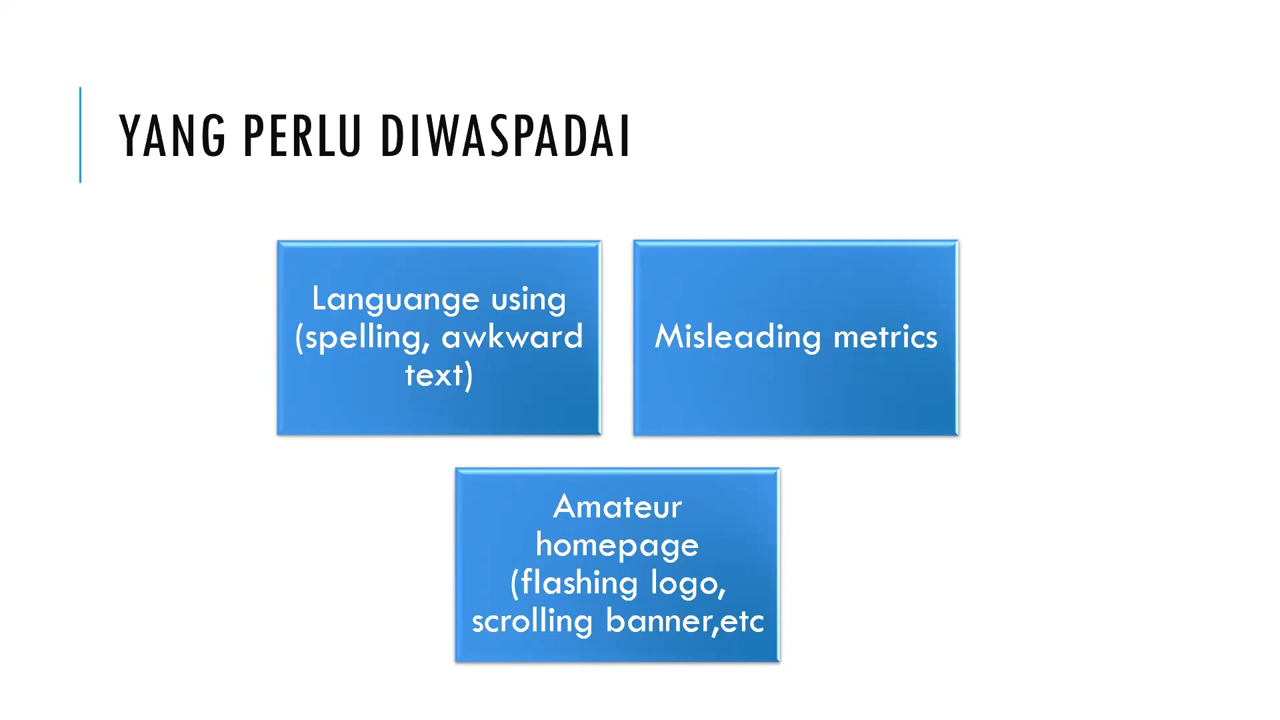 YANG PERLU DIWASPADAI
Languange using
(spelling, awkward
text)
Misleading metrics
Amateur
homepage
(flashing logo,
scrolling banner,etc